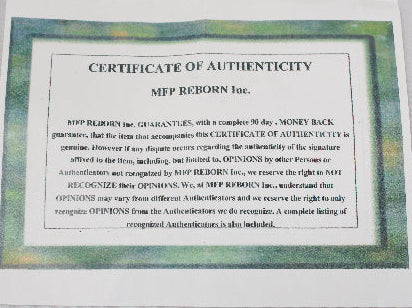 CERTIFICATE OF AUTHENTICITY
MFP REBORN Inc.
MFP REBORN Inc. GUARANTEES, with a complete 90 day , MONEY BACK
guarantee, that the item that accompanies this CERTIFICATE OF AUTHENTICITY is
genuine. However if any dispute occurs regarding the authenticity of the signature
affixed to the item, including, but limited to, OPINIONS by other Persons or
Authenticators not recognized by MFP REBORN Inc., we reserve the right to NOT
RECOGNIZE their OPINIONS. We, at MFP REBORN Inc., understand that
OPINIONS may vary from different Authenticators and we reserve the right to only
recognize OPINIONS from the Authenticators we do recognize. A complete listing of
recognized Authenticators is also included.